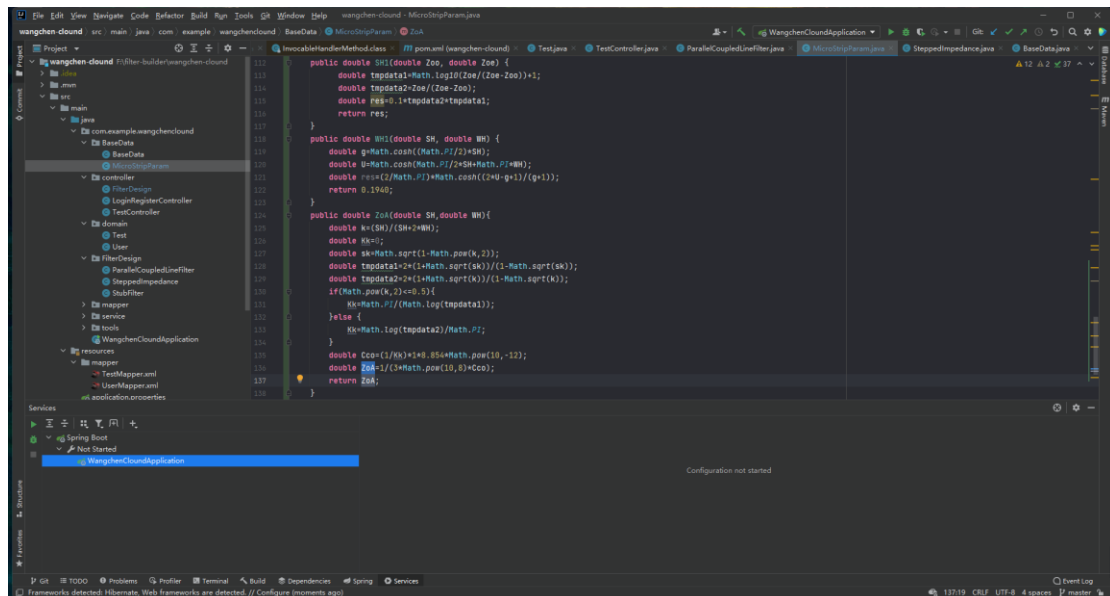 File Edit View Navigate Code Refactor Build Run Tools Git Window Help wangchen-clound - MicroStripParam.java
wangchen-clound src main java com example wangchenclound BaseData MicroStripParam ZoA
WangchenCloundApplication Git:
Project
InvocableHandlerMethod.class pom.xml (wangchen-clound) Test.java TestController.java ParallelCoupledLineFilter.java MicroStripParam.java SteppedImpedance.java BaseData.java
12 2 37
wangchen-clound F:\filter-builder\wangchen-clound
.idea
.mvn
src
main
java
com.example.wangchenclound
BaseData
BaseData
MicroStripParam
controller
FilterDesign
LoginRegisterController
TestController
domain
Test
User
FilterDesign
ParallelCoupledLineFilter
SteppedImpedance
StubFilter
mapper
service
tools
WangchenCloundApplication
resources
mapper
TestMapper.xml
UserMapper.xml
application.properties
112 public double SH1(double Zoo, double Zoe) {
113 double tmpdata1=Math.log10(Zoe/(Zoe-Zoo))+1;
114 double tmpdata2=Zoe/(Zoe-Zoo);
115 double res=0.1*tmpdata2*tmpdata1;
116 return res;
117 }
118 public double WH1(double SH, double WH) {
119 double g=Math.cosh((Math.PI/2)*SH);
120 double U=Math.cosh(Math.PI/2*SH+Math.PI*WH);
121 double res=(2/Math.PI)*Math.cosh((2*U-g+1)/(g+1));
122 return 0.1940;
123 }
124 public double ZoA(double SH,double WH){
125 double k=(SH)/(SH+2*WH);
126 double Kk=0;
127 double sk=Math.sqrt(1-Math.pow(k,2));
128 double tmpdata1=2*(1+Math.sqrt(sk))/(1-Math.sqrt(sk));
129 double tmpdata2=2*(1+Math.sqrt(k))/(1-Math.sqrt(k));
130 if(Math.pow(k,2)<=0.5){
131 Kk=Math.PI/(Math.log(tmpdata1));
132 }else {
133 Kk=Math.log(tmpdata2)/Math.PI;
134 }
135 double Cco=(1/Kk)*1*8.854*Math.pow(10,-12);
136 double ZoA=1/(3*Math.pow(10,8)*Cco);
137 return ZoA;
138 }
Commit
Database
Maven
Services
Spring Boot
Not Started
WangchenCloundApplication
Configuration not started
Structure
Favorites
Git TODO Problems Profiler Terminal Build Dependencies Spring Services Event Log
Frameworks detected: Hibernate, Web frameworks are detected. // Configure (moments ago) 137:19 CRLF UTF-8 4 spaces master